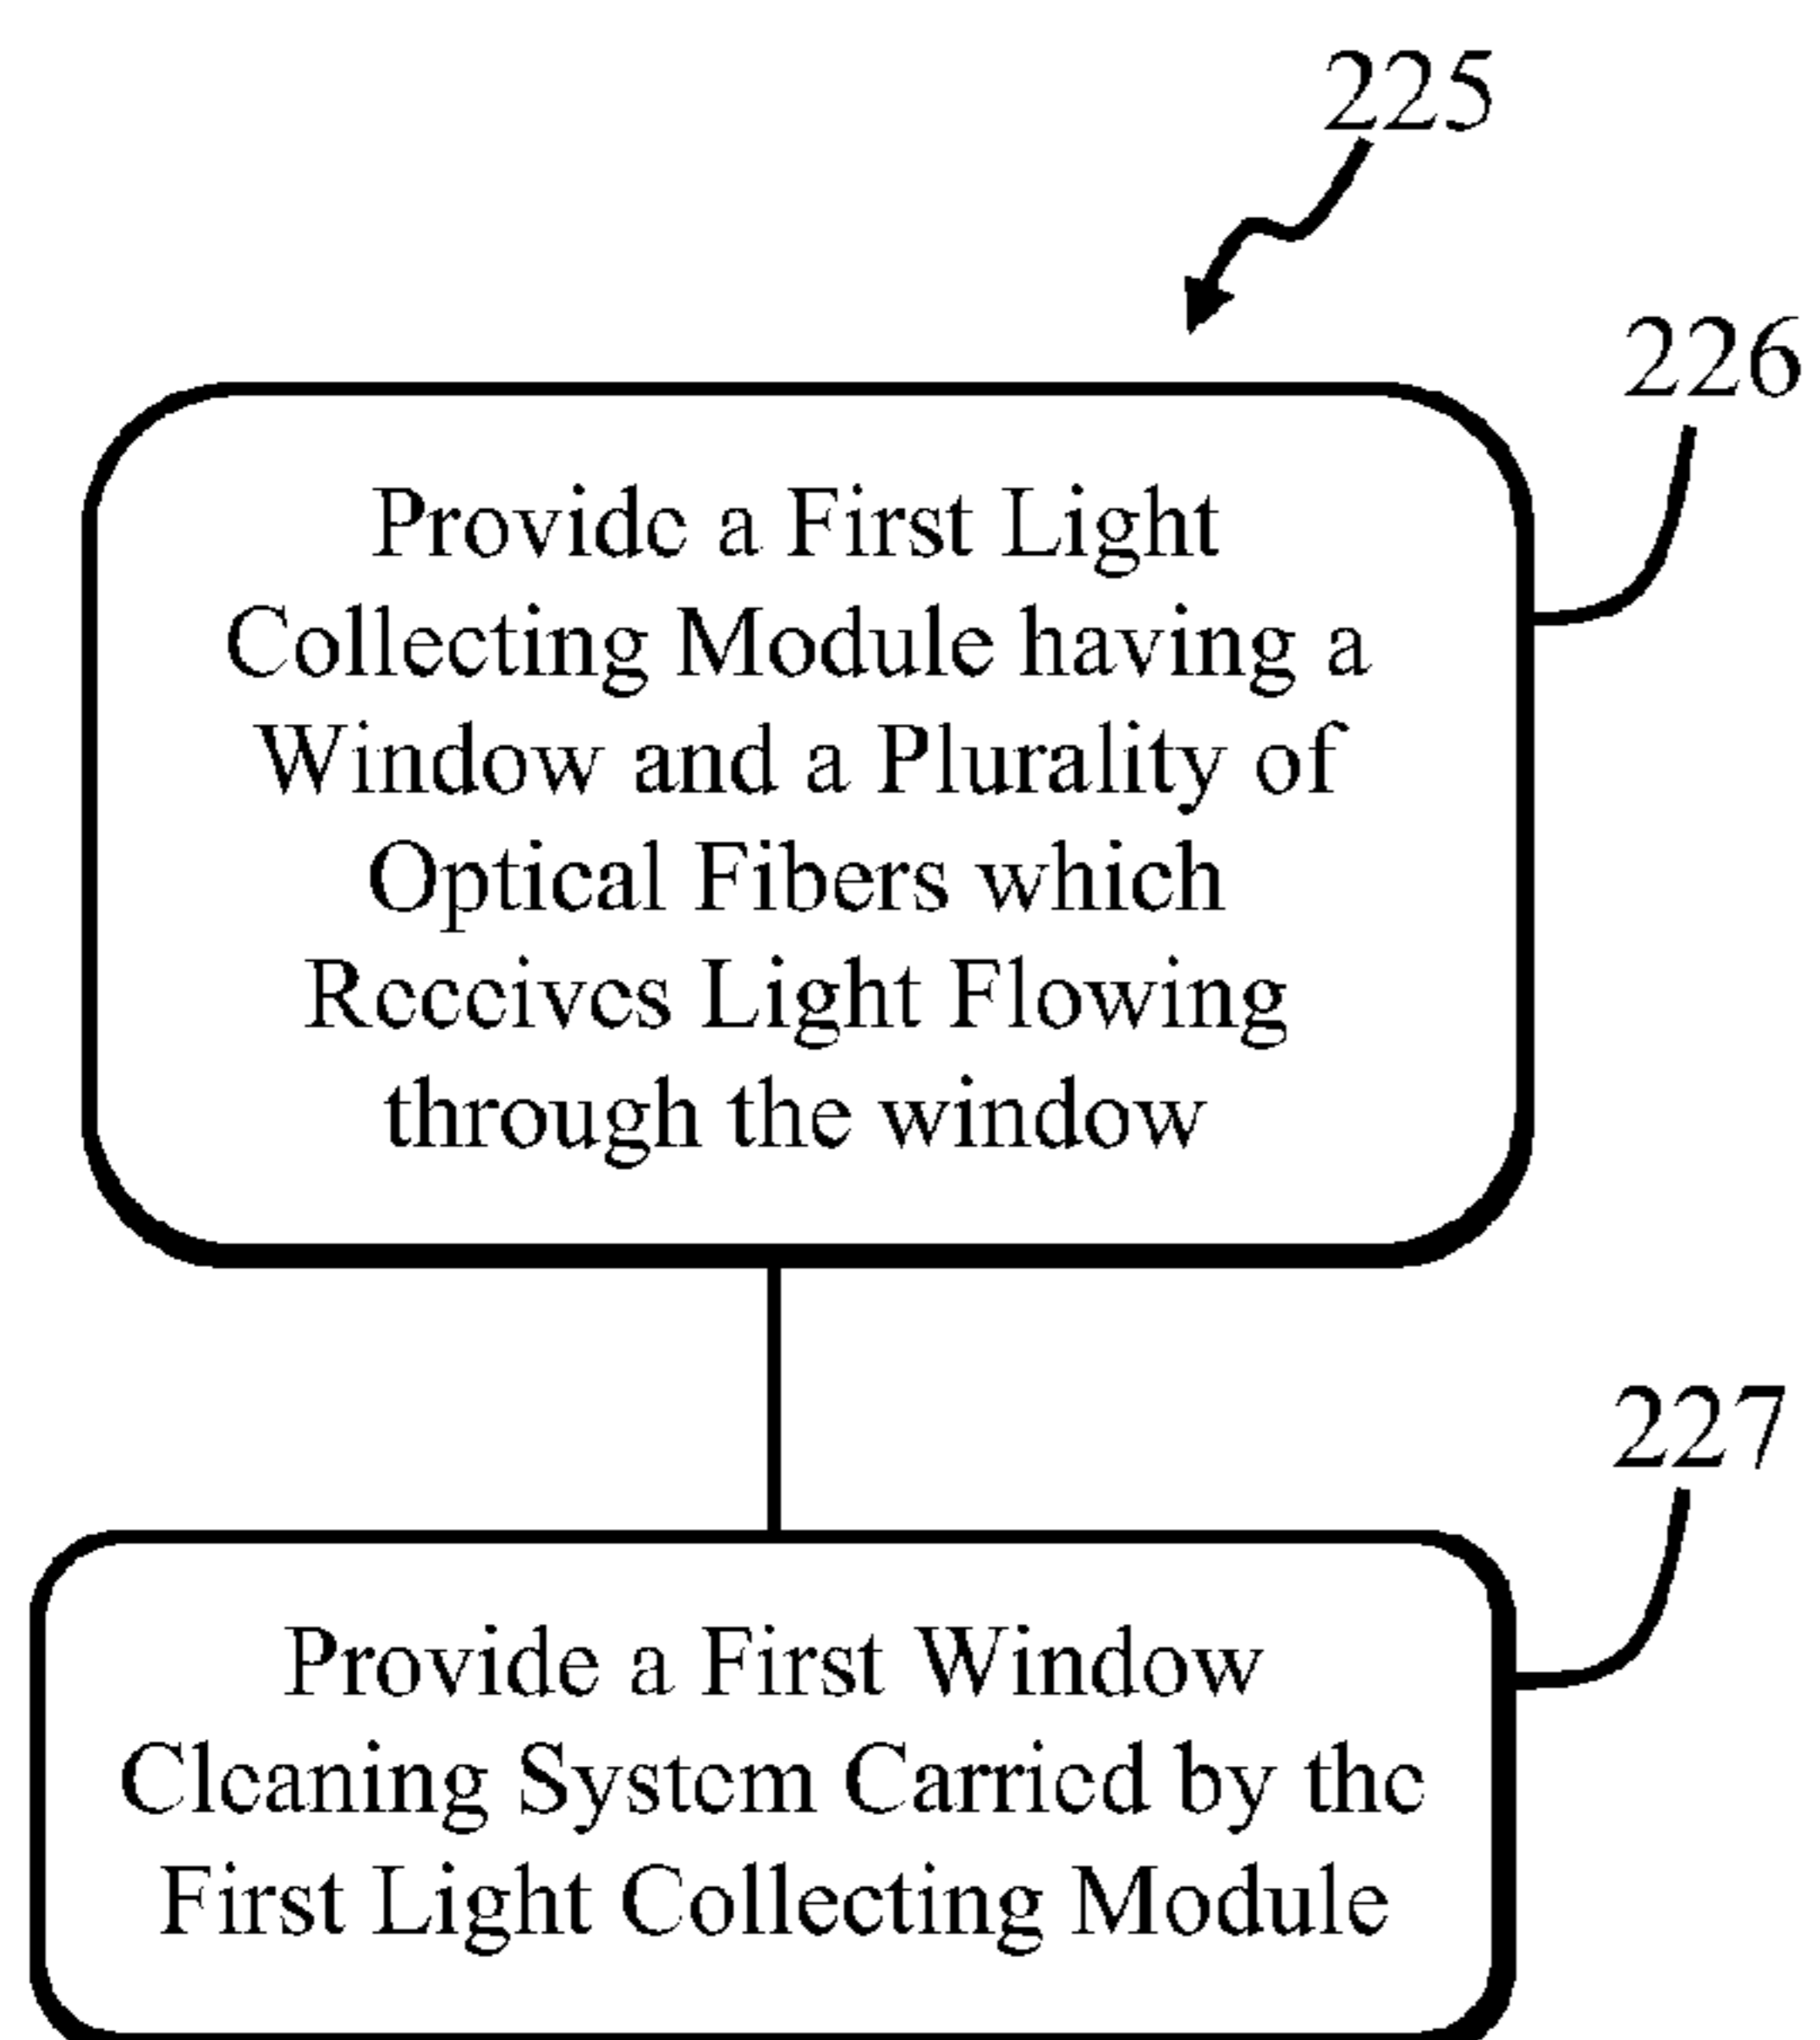 225
226
Provide a First Light
Collecting Module having a
Window and a Plurality of
Optical Fibers which
Receives Light Flowing
through the window
227
Provide a First Window
Cleaning System Carried by the
First Light Collecting Module